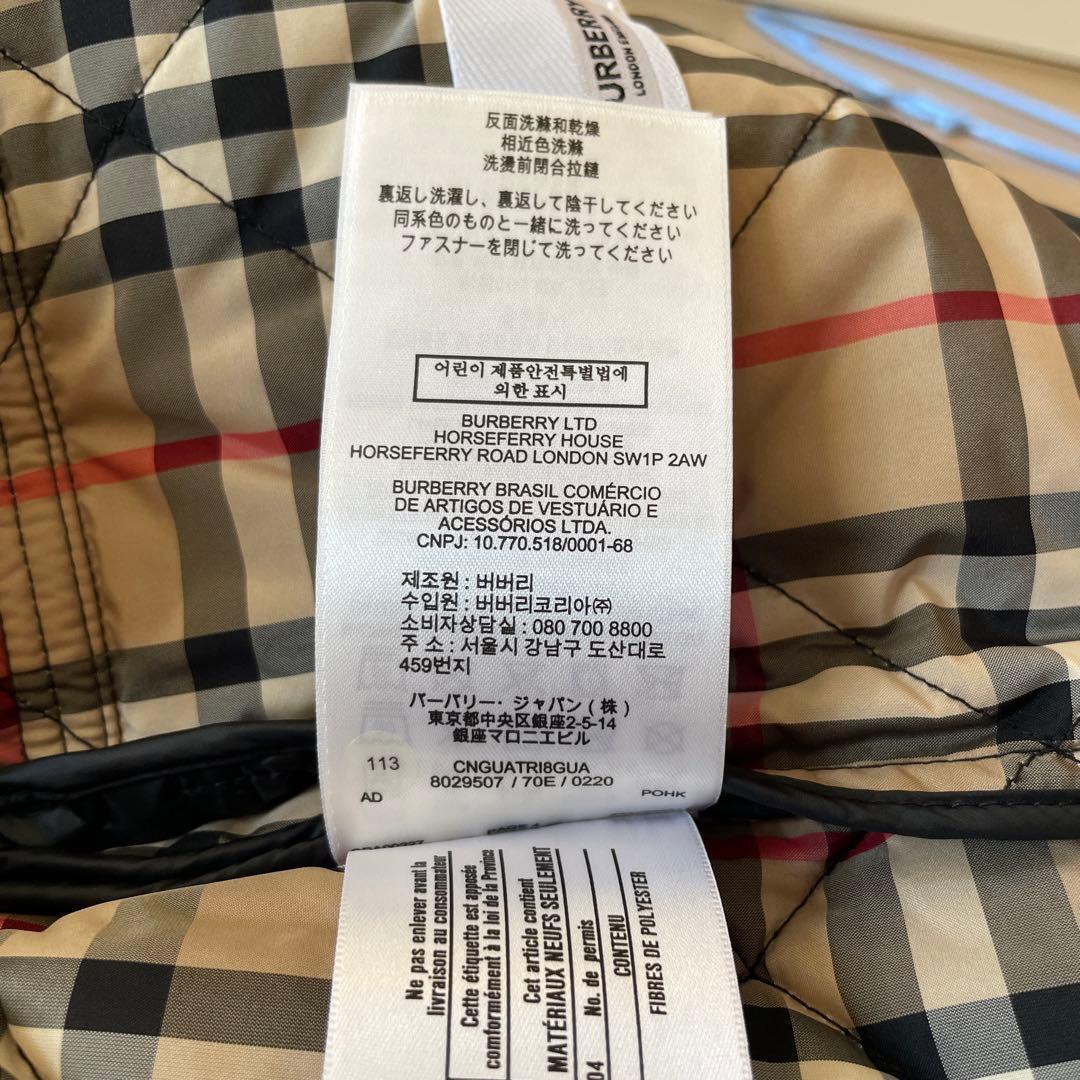 BURBERRY
LONDON
反面洗滌和乾燥
相近色洗滌
洗燙前閉合拉鏈
裏返し洗濯し、裏返して陰干してください
同系色のものと一緒に洗ってください
ファスナーを閉じて洗ってください
어린이 제품안전특별법에
의한 표시
BURBERRY LTD
HORSEFERRY HOUSE
HORSEFERRY ROAD LONDON SW1P 2AW
BURBERRY BRASIL COMÉRCIO
DE ARTIGOS DE VESTUÁRIO E
ACESSÓRIOS LTDA.
CNPJ: 10.770.518/0001-68
제조원 : 버버리
수입원 : 버버리코리아㈜
소비자상담실 : 080 700 8800
주 소 : 서울시 강남구 도산대로
459번지
バーバリー・ジャパン(株)
東京都中央区銀座2-5-14
銀座マロニエビル
113
CNGUATRI8GUA
8029507 / 70E / 0220
AD
POHK
Ne pas enlever avant la
livraison au consommateur
Cette étiquette est apposée
conformément à la loi de la Province
Cet article contient
MATÉRIAUX NEUFS SEULEMENT
No. de permis
04
CONTENU
FIBRES DE POLYESTER